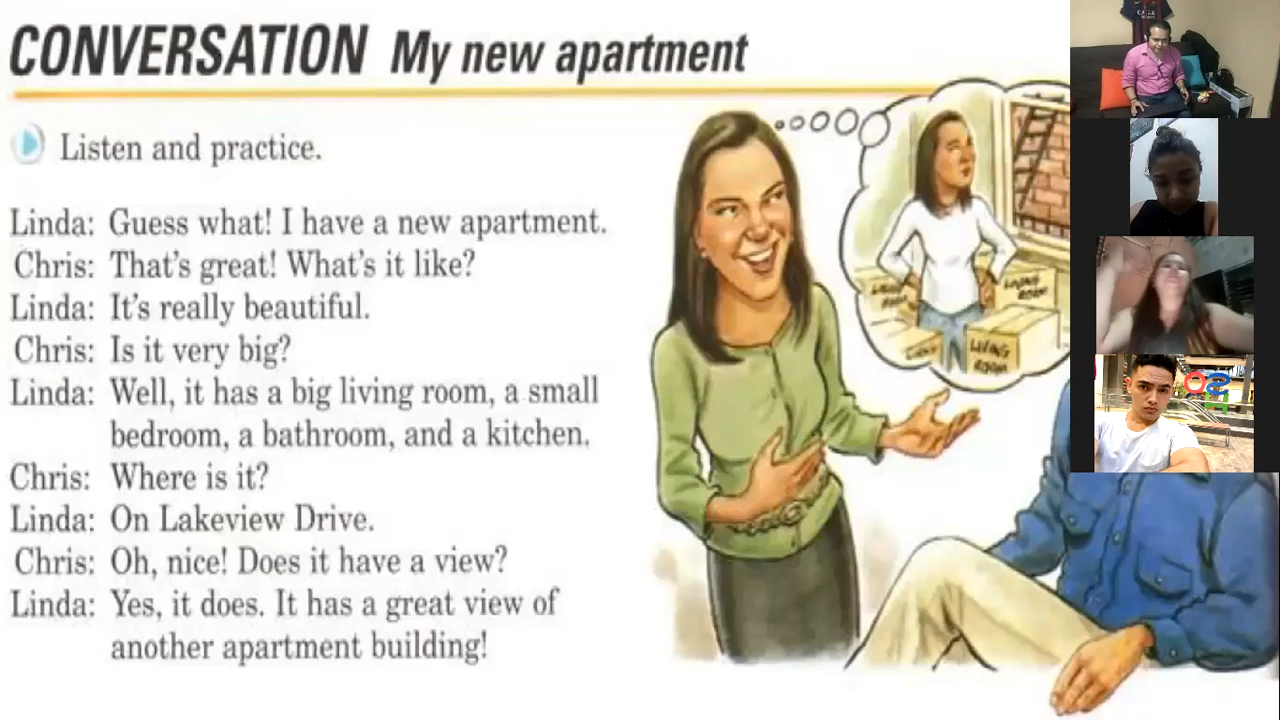 CONVERSATION My new apartment
Listen and practice.
Linda: Guess what! I have a new apartment.
Chris: That's great! What's it like?
Linda: It's really beautiful.
Chris: Is it very big?
Linda: Well, it has a big living room, a small
bedroom, a bathroom, and a kitchen.
Chris: Where is it?
Linda: On Lakeview Drive.
Chris: Oh, nice! Does it have a view?
Linda: Yes, it does. It has a great view of
another apartment building!
LIVING
ROOM
LIVING
ROOM